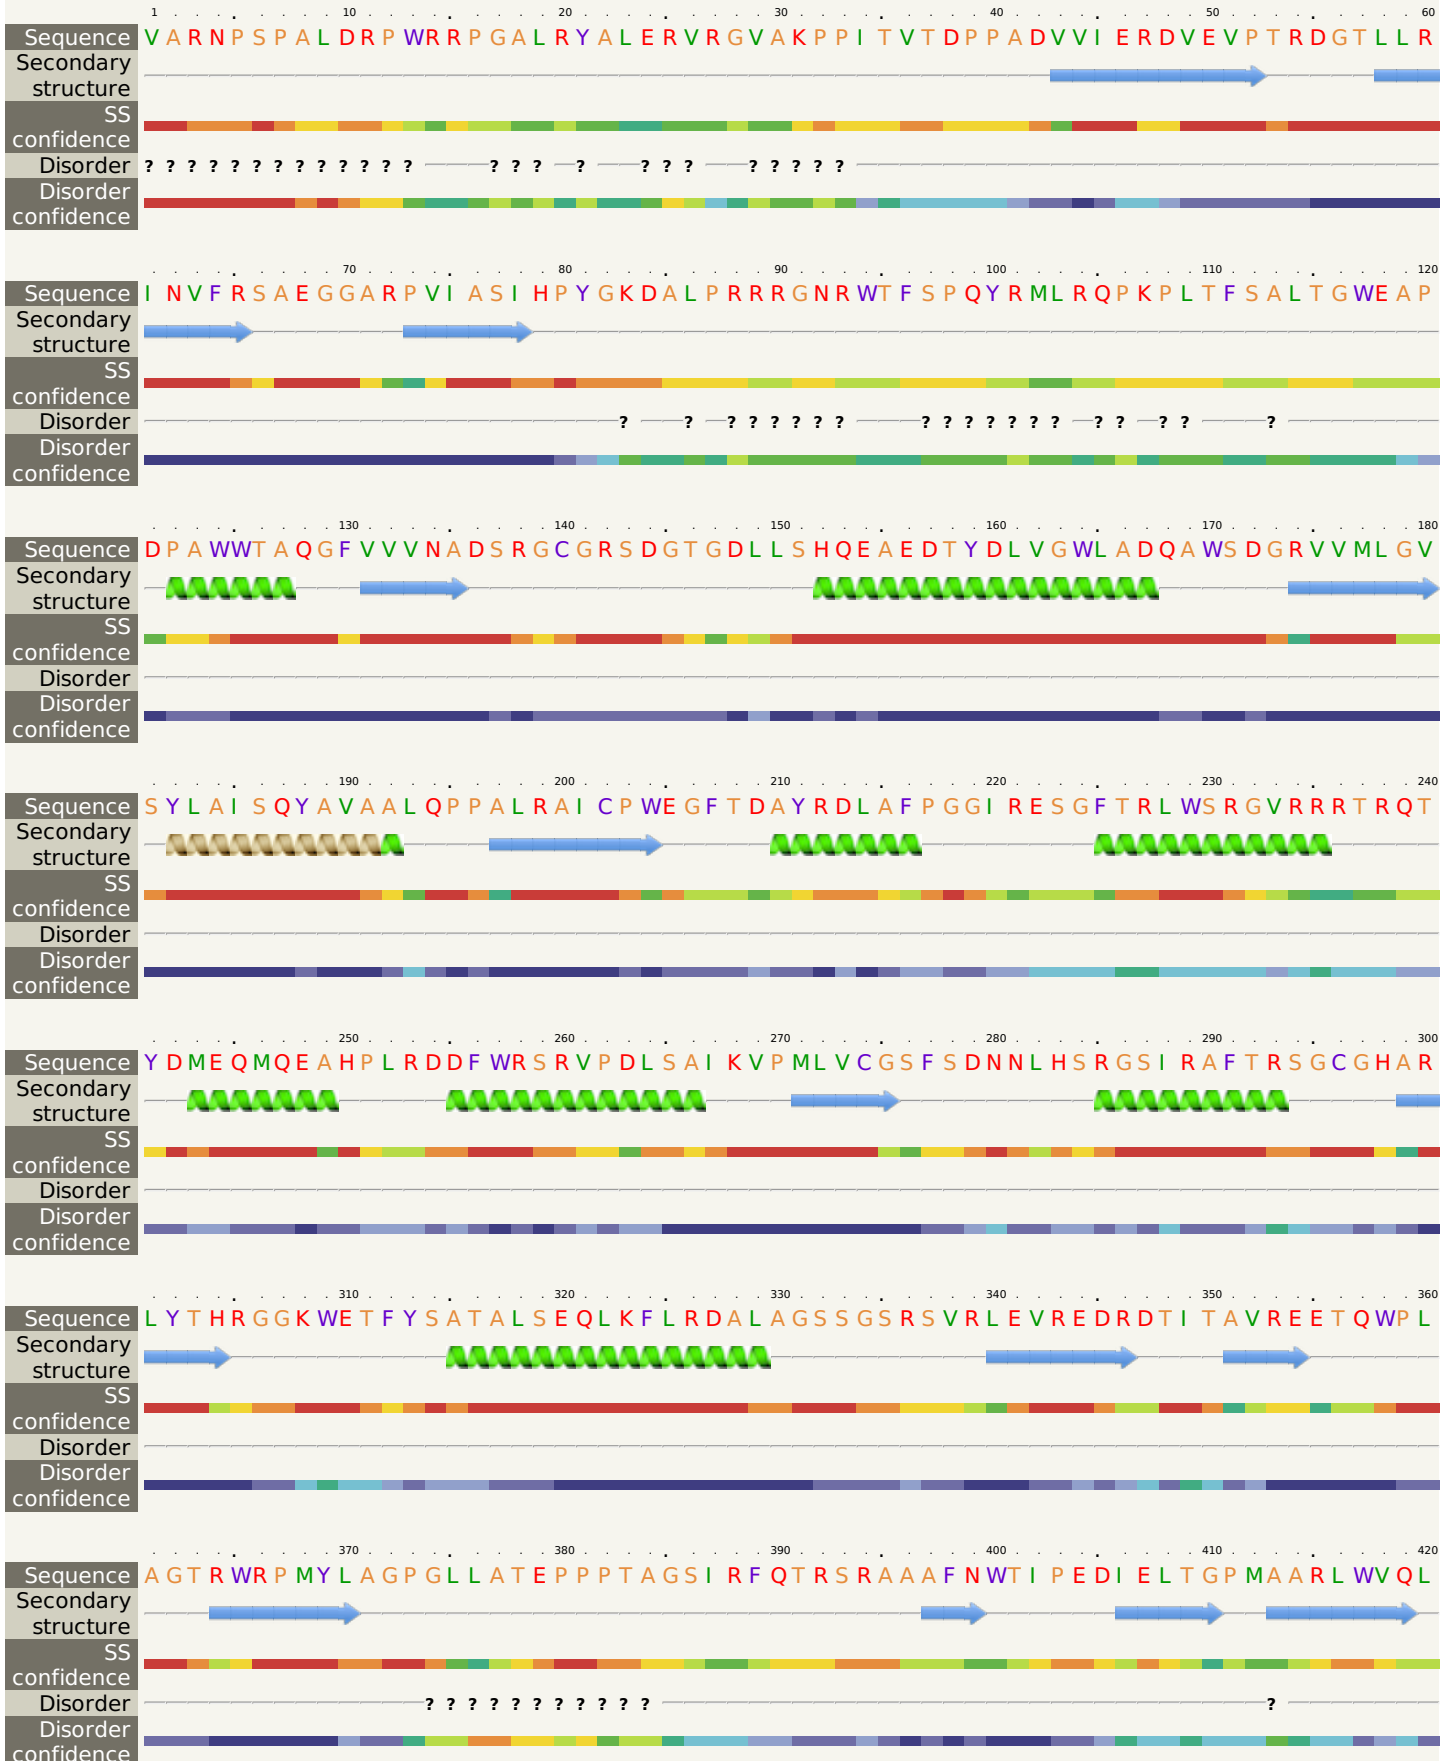 1 10 20 30 40 50 60
Sequence VARNPSPALDRPWRRPGALRYALERVRGVAKPPITVTDPPADVVIERDVEVPTRDGTLLR
Secondary
structure
SS
confidence
Disorder ? ? ? ? ? ? ? ? ? ? ? ? ? ? ? ? ? ? ? ? ? ? ? ? ?
Disorder
confidence
70 80 90 100 110 120
Sequence INVFRSAEGGARPVIASIHPYGKDALPRRRGNRWTFSPQYRMLRQPKPLTFSALTGWEAP
Secondary
structure
SS
confidence
Disorder ? ? ? ? ? ? ? ? ? ? ? ? ? ? ? ? ? ? ? ?
Disorder
confidence
130 140 150 160 170 180
Sequence DPAWWTAQGFVVVNADSRGCGRSDGTGDLLSHQEAEDTYDLVGWLADQAWSDGRVVMLGV
Secondary
structure
SS
confidence
Disorder
Disorder
confidence
190 200 210 220 230 240
Sequence SYLAISQYAVAALQPPALRAICPWEGFTDAYRDLAFPGGIRESGFTRLWSRGVRRRTRQT
Secondary
structure
SS
confidence
Disorder
Disorder
confidence
250 260 270 280 290 300
Sequence YDMEQMQEAHPLRDDFWRSRVPDLSAIKVPMLVCGSFSDNNLHSRGSIRAFTRSGCGHAR
Secondary
structure
SS
confidence
Disorder
Disorder
confidence
310 320 330 340 350 360
Sequence LYTHRGGKWETFYSATALSEQLKFLRDALAGSSGSRSVRLEVREDRDTITAVREETQWPL
Secondary
structure
SS
confidence
Disorder
Disorder
confidence
370 380 390 400 410 420
Sequence AGTRWRPMYLAGPGLLATEPPPTAGSIRFQTRSRAAAFNWTIPEDIELTGPMAARLWVQL
Secondary
structure
SS
confidence
Disorder ? ? ? ? ? ? ? ? ? ? ? ?
Disorder
confidence